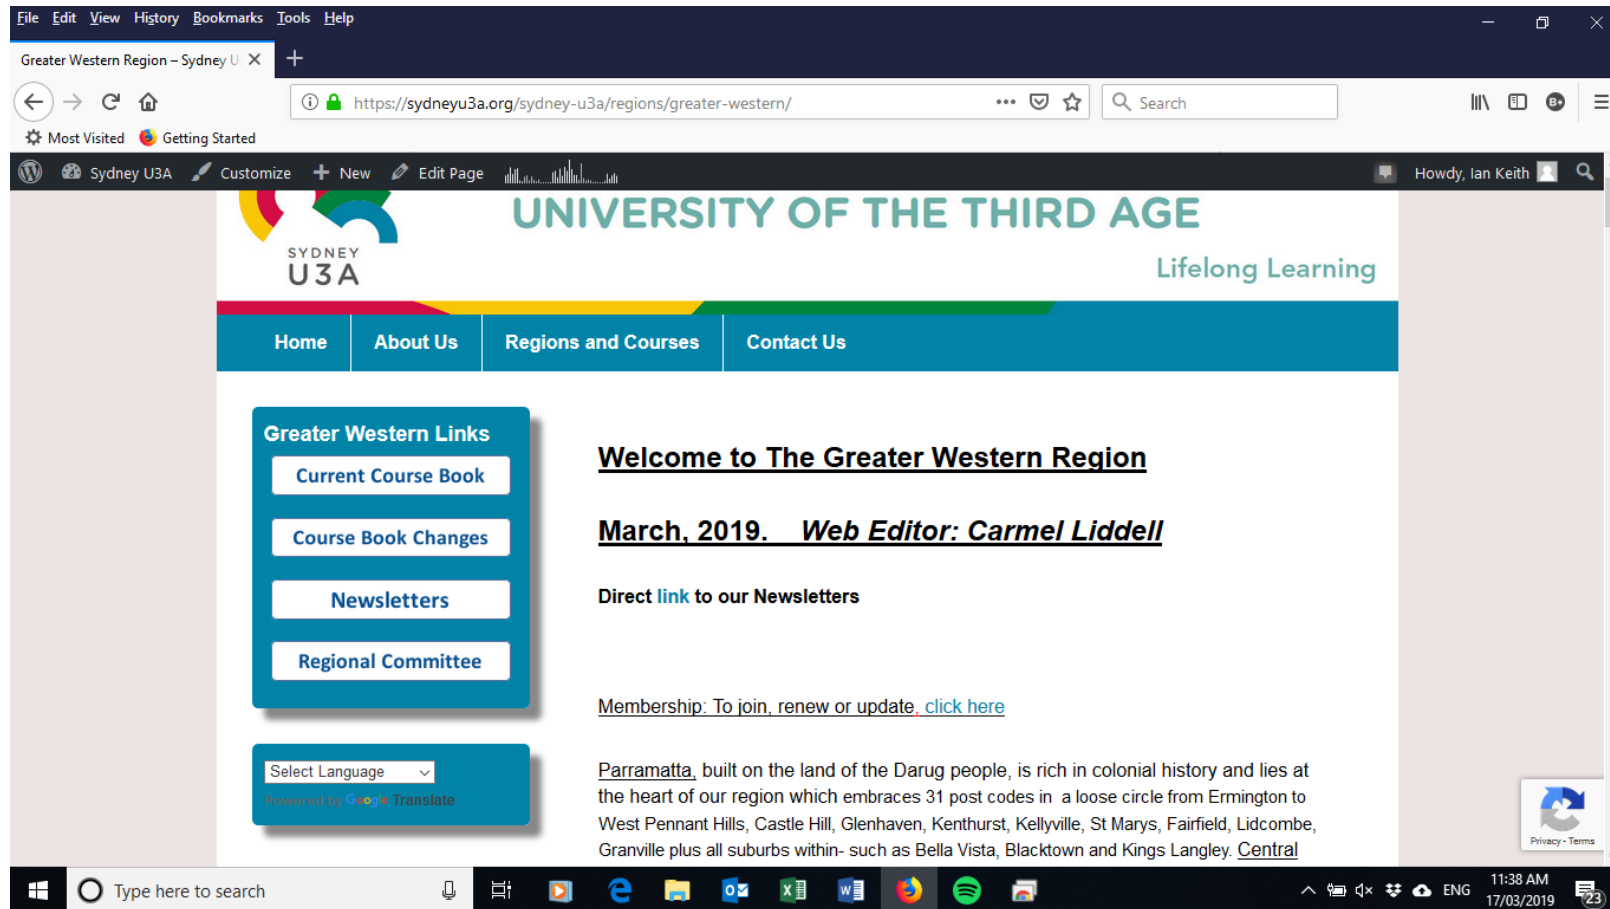 File Edit View History Bookmarks Tools Help
Greater Western Region – Sydney U
https://sydneyu3a.org/sydney-u3a/regions/greater-western/
Search
Most Visited Getting Started
Sydney U3A Customize New Edit Page Howdy, Ian Keith
UNIVERSITY OF THE THIRD AGE
SYDNEY
U3A
Lifelong Learning
Home About Us Regions and Courses Contact Us
Greater Western Links
Current Course Book
Course Book Changes
Newsletters
Regional Committee
Select Language
Powered by Google Translate
Welcome to The Greater Western Region
March, 2019. Web Editor: Carmel Liddell
Direct link to our Newsletters
Membership: To join, renew or update, click here
Parramatta, built on the land of the Darug people, is rich in colonial history and lies at
the heart of our region which embraces 31 post codes in a loose circle from Ermington to
West Pennant Hills, Castle Hill, Glenhaven, Kenthurst, Kellyville, St Marys, Fairfield, Lidcombe,
Granville plus all suburbs within- such as Bella Vista, Blacktown and Kings Langley. Central
Privacy - Terms
Type here to search
ENG
11:38 AM
17/03/2019
23